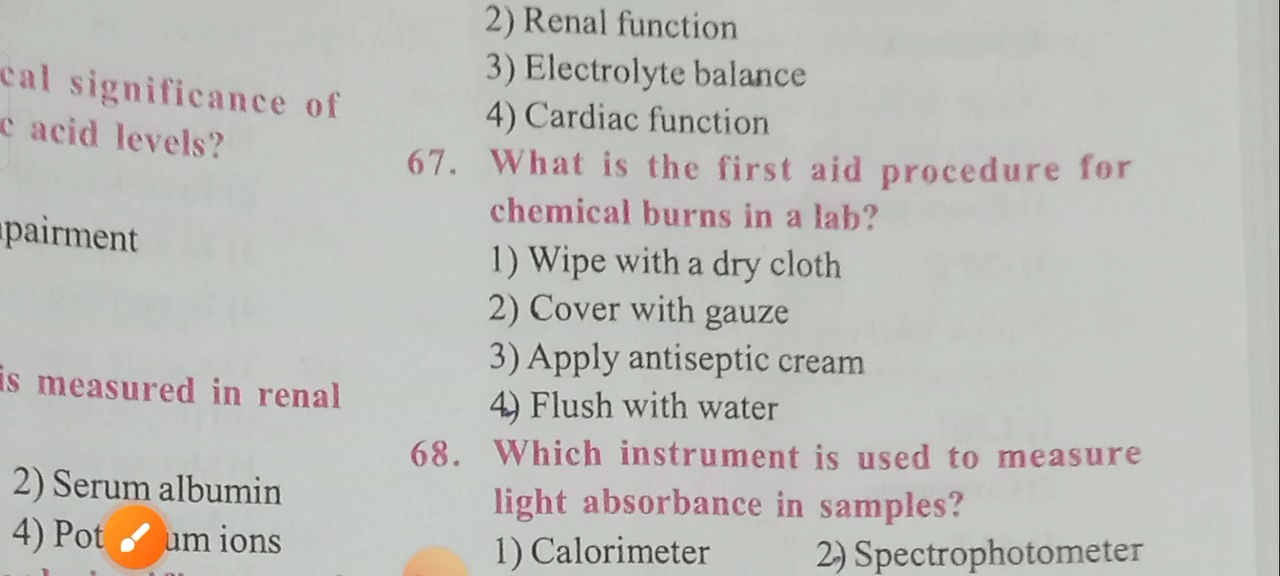 cal significance of
c acid levels?
pairment
is measured in renal
2) Serum albumin
4) Pot um ions
2) Renal function
3) Electrolyte balance
4) Cardiac function
67. What is the first aid procedure for
chemical burns in a lab?
1) Wipe with a dry cloth
2) Cover with gauze
3) Apply antiseptic cream
4) Flush with water
68. Which instrument is used to measure
light absorbance in samples?
1) Calorimeter 2) Spectrophotometer